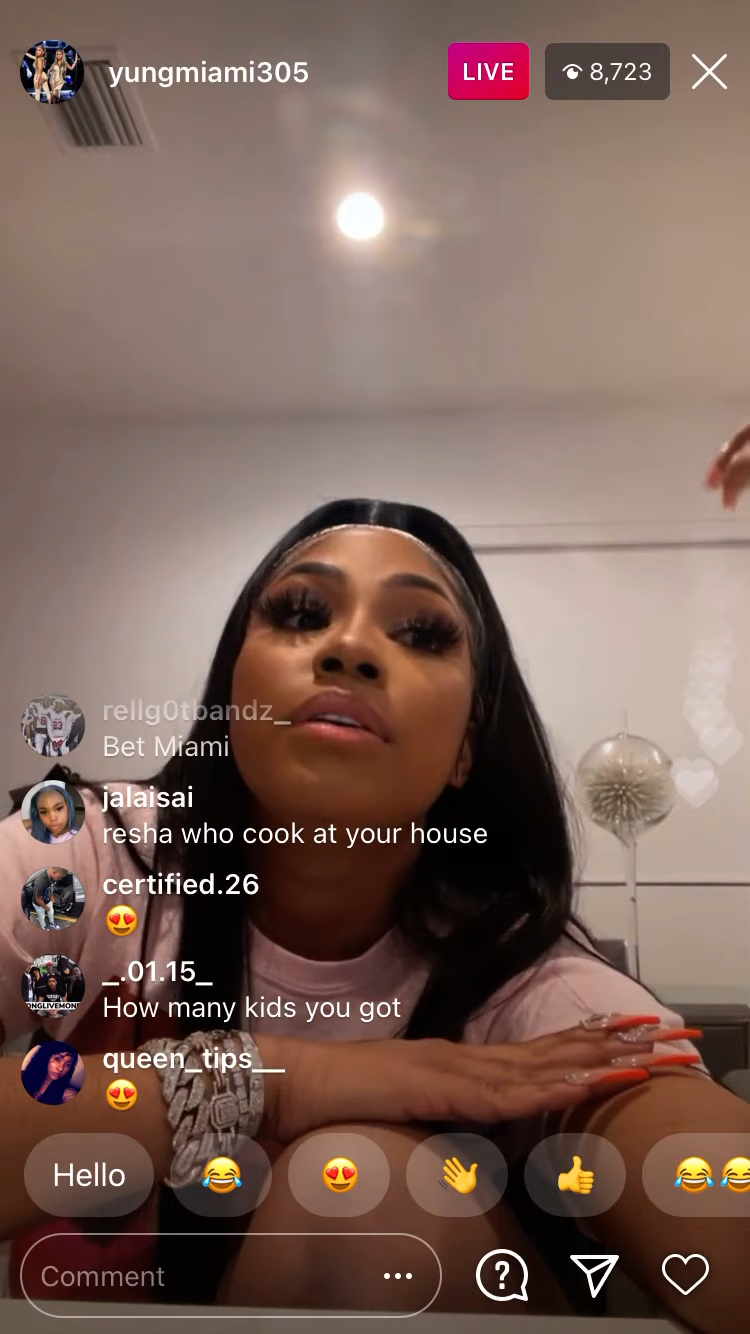 yungmiami305
LIVE
8,723
rellg0tbandz_
Bet Miami
jalaisai
resha who cook at your house
certified.26
😍
_.01.15_
How many kids you got
ONGLIVEMON
queen_tips__
😍
Hello 😂 😍 👋 👍 😂😂
Comment